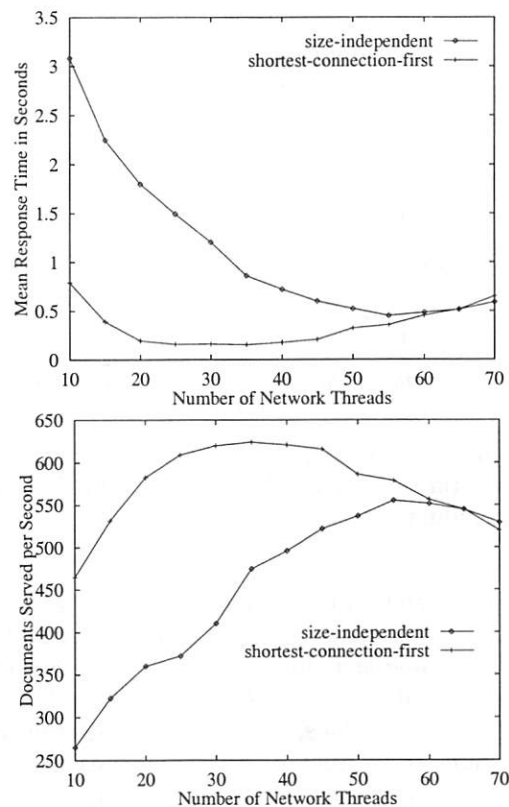 size-independent
shortest-connection-first
Mean Response Time in Seconds
3.5
3
2.5
2
1.5
1
0.5
0
10 20 30 40 50 60 70
Number of Network Threads
650
600
550
500
450
400
350
300
250
Documents Served per Second
size-independent
shortest-connection-first
10 20 30 40 50 60 70
Number of Network Threads